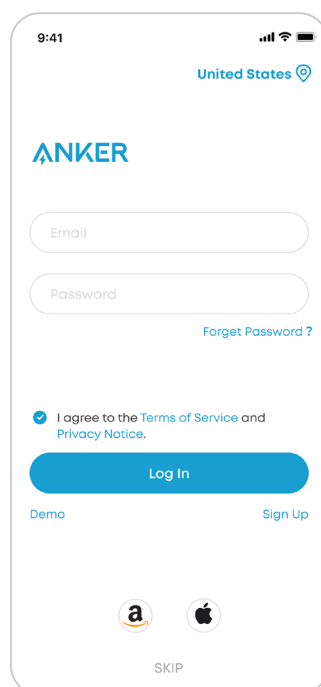 9:41
United States
ANKER
Email
Password
Forget Password ?
I agree to the Terms of Service and
Privacy Notice.
Log In
Demo
Sign Up
a
SKIP